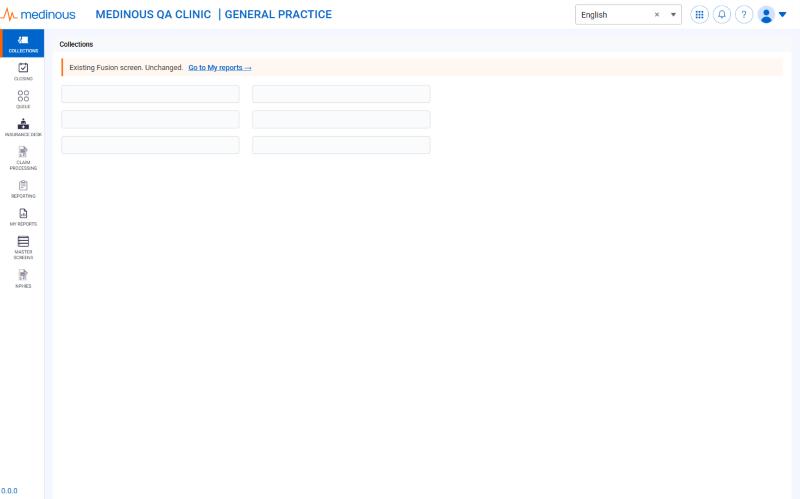 medinous
MEDINOUS QA CLINIC | GENERAL PRACTICE
English × ▼
?
COLLECTIONS
CLOSING
QUEUE
INSURANCE DESK
CLAIM
PROCESSING
REPORTING
MY REPORTS
MASTER
SCREENS
NPHIES
0.0.0
Collections
Existing Fusion screen. Unchanged. Go to My reports →